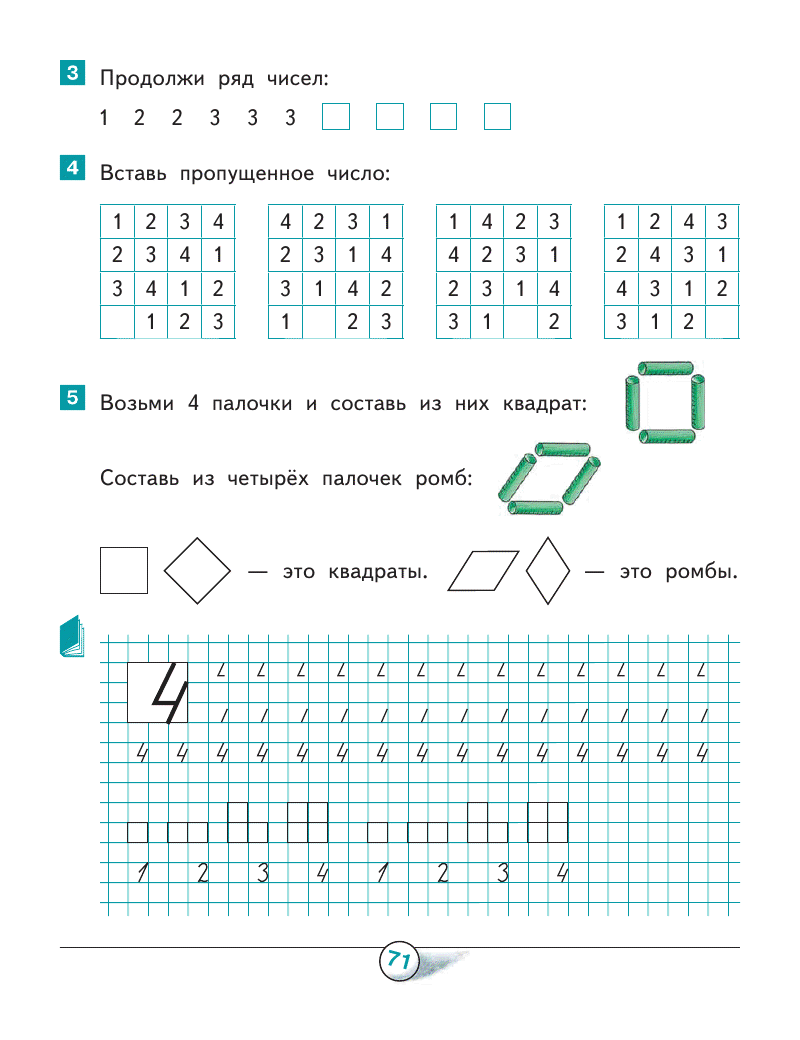 3 Продолжи ряд чисел:
1 2 2 3 3 3
4 Вставь пропущенное число:
1 2 3 4 4 2 3 1 1 4 2 3 1 2 4 3
2 3 4 1 2 3 1 4 4 2 3 1 2 4 3 1
3 4 1 2 3 1 4 2 2 3 1 4 4 3 1 2
1 2 3 1 2 3 3 1 2 3 1 2
5 Возьми 4 палочки и составь из них квадрат:
Составь из четырёх палочек ромб:
— это квадраты. — это ромбы.
4
4 4 4 4 4 4 4 4 4 4 4 4 4 4 4
1 2 3 4 1 2 3 4
71